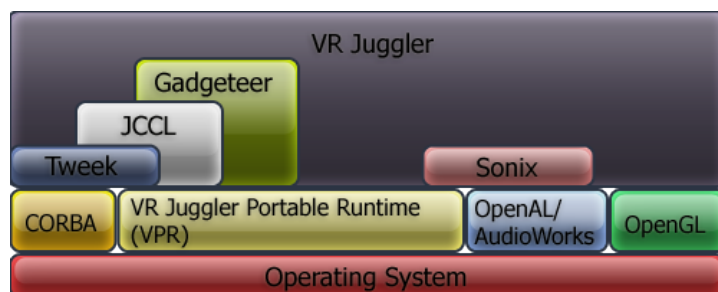 VR Juggler
Gadgeteer
JCCL
Tweek
Sonix
CORBA
VR Juggler Portable Runtime
(VPR)
OpenAL/
AudioWorks
OpenGL
Operating System